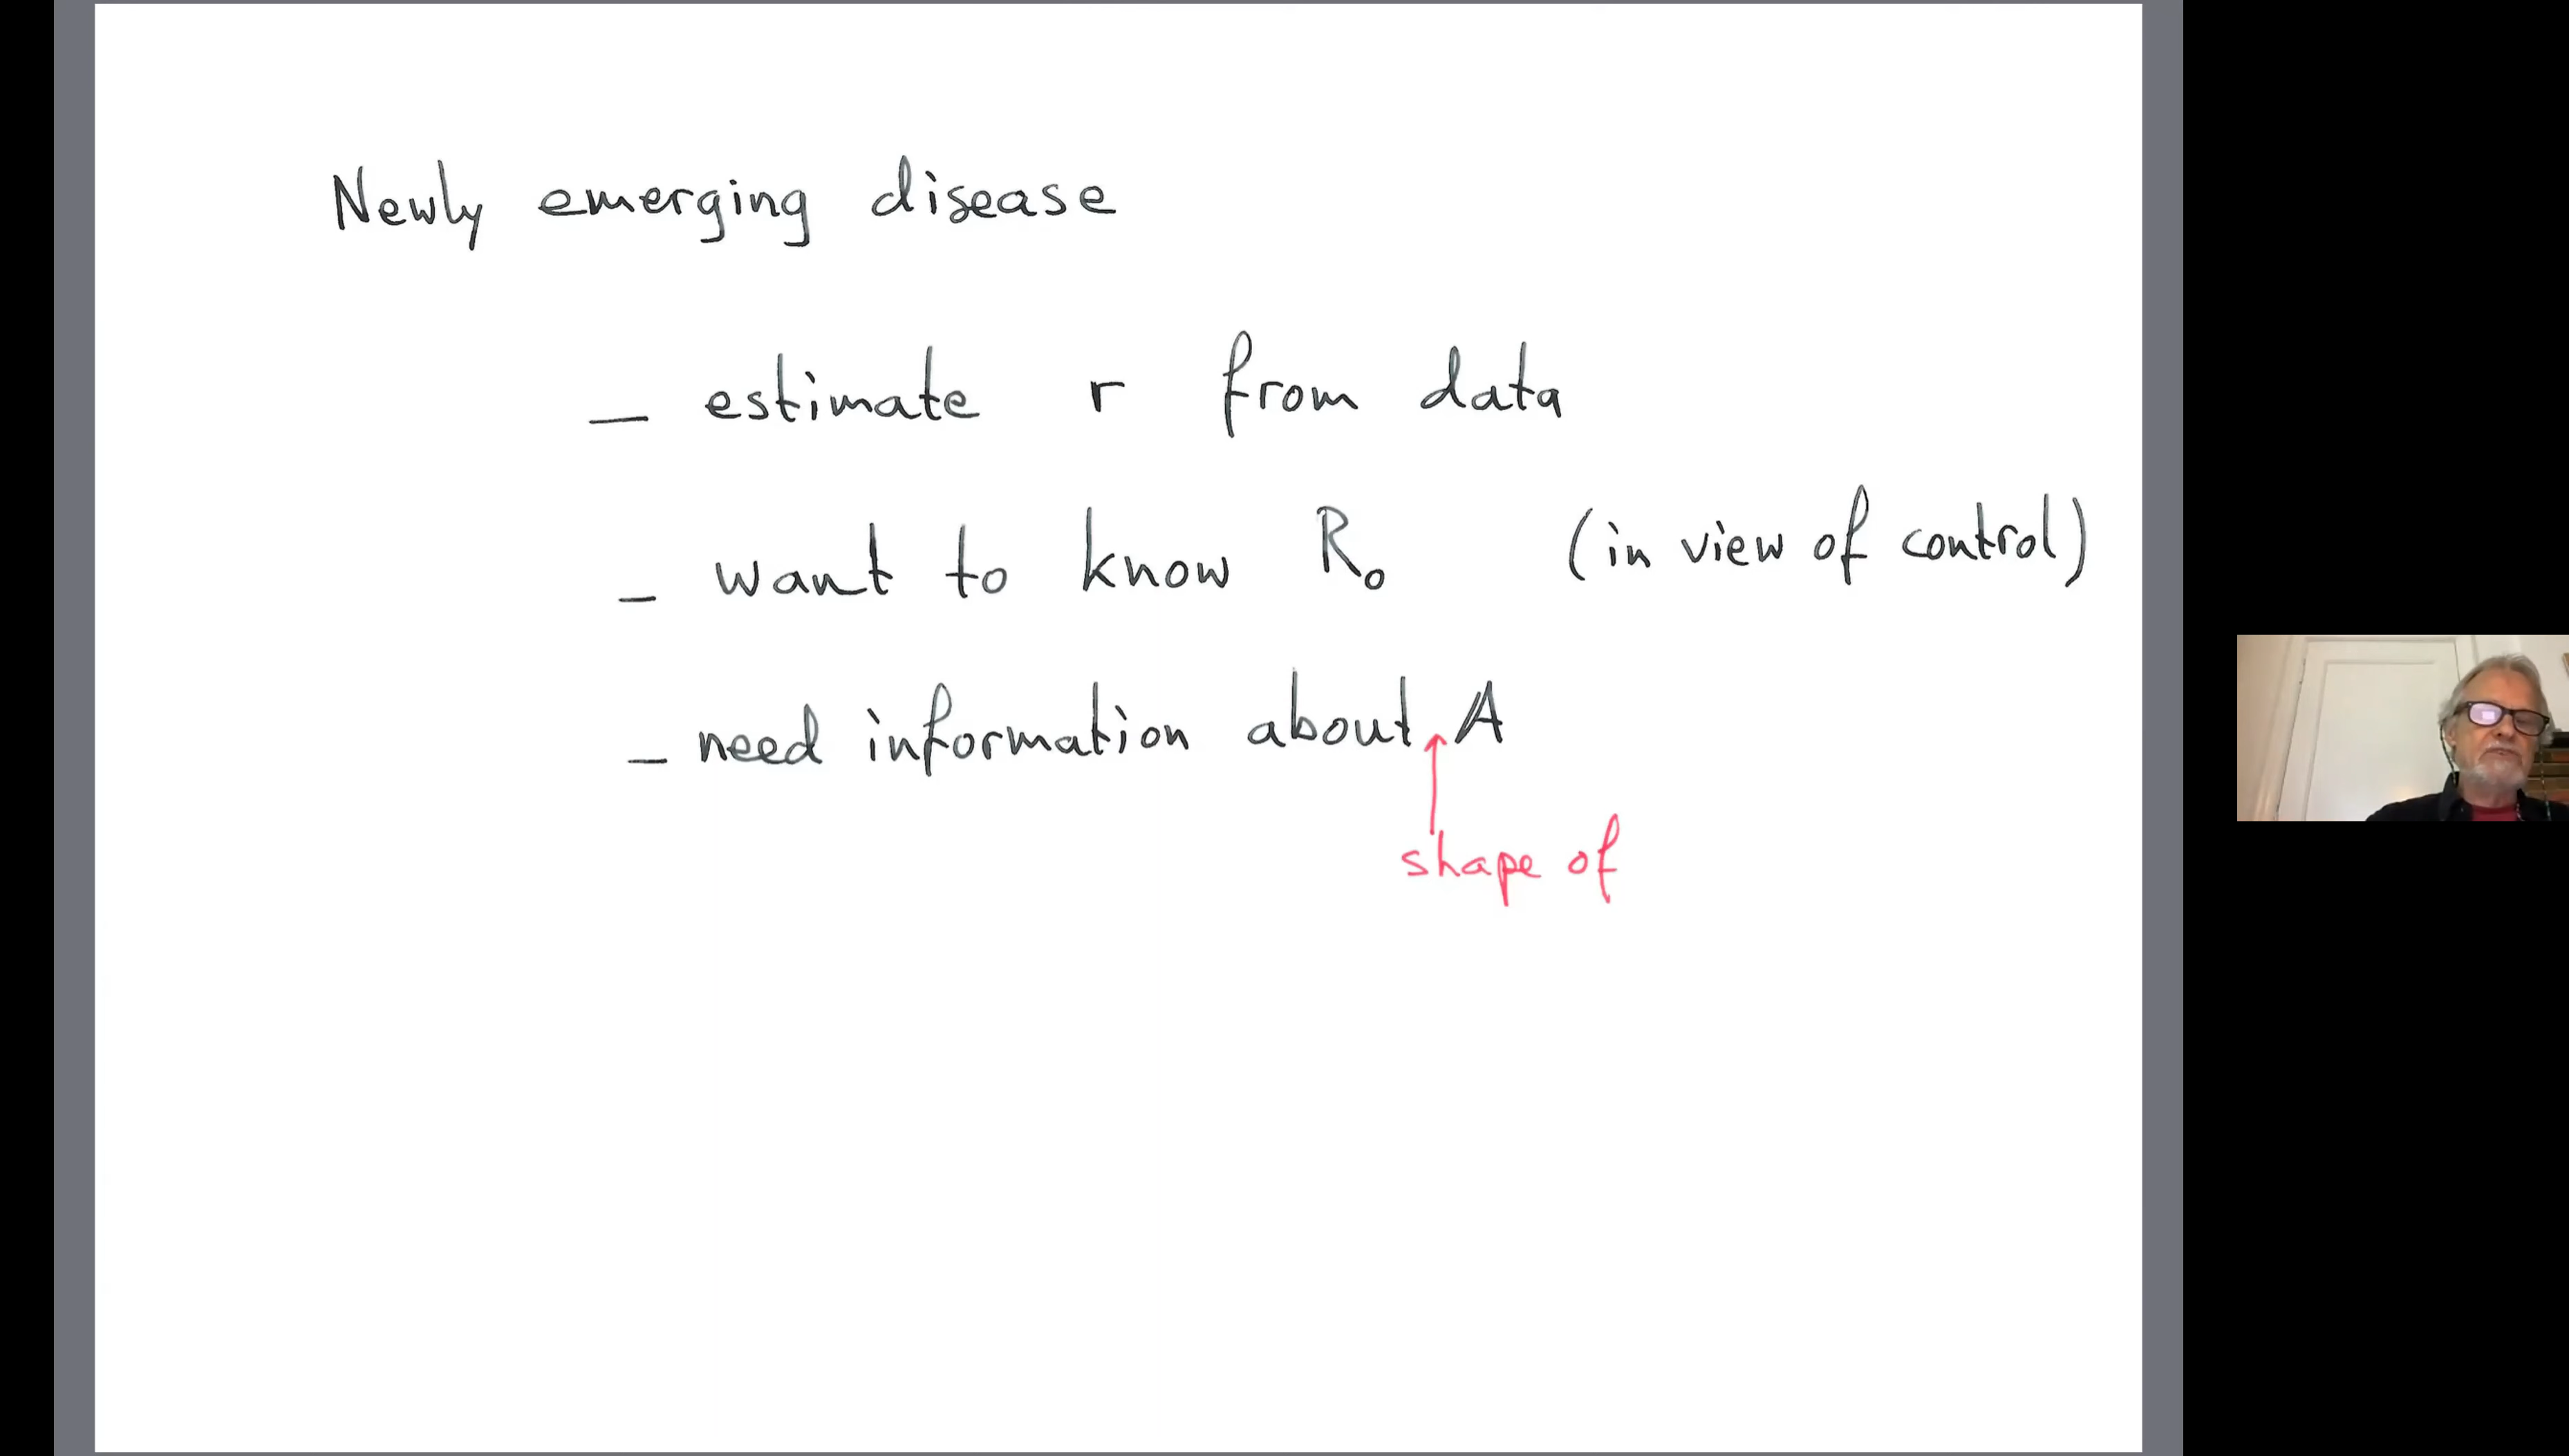 Newly emerging disease
_ estimate r from data
_ want to know R₀ (in view of control)
_ need information about 𝔸
shape of